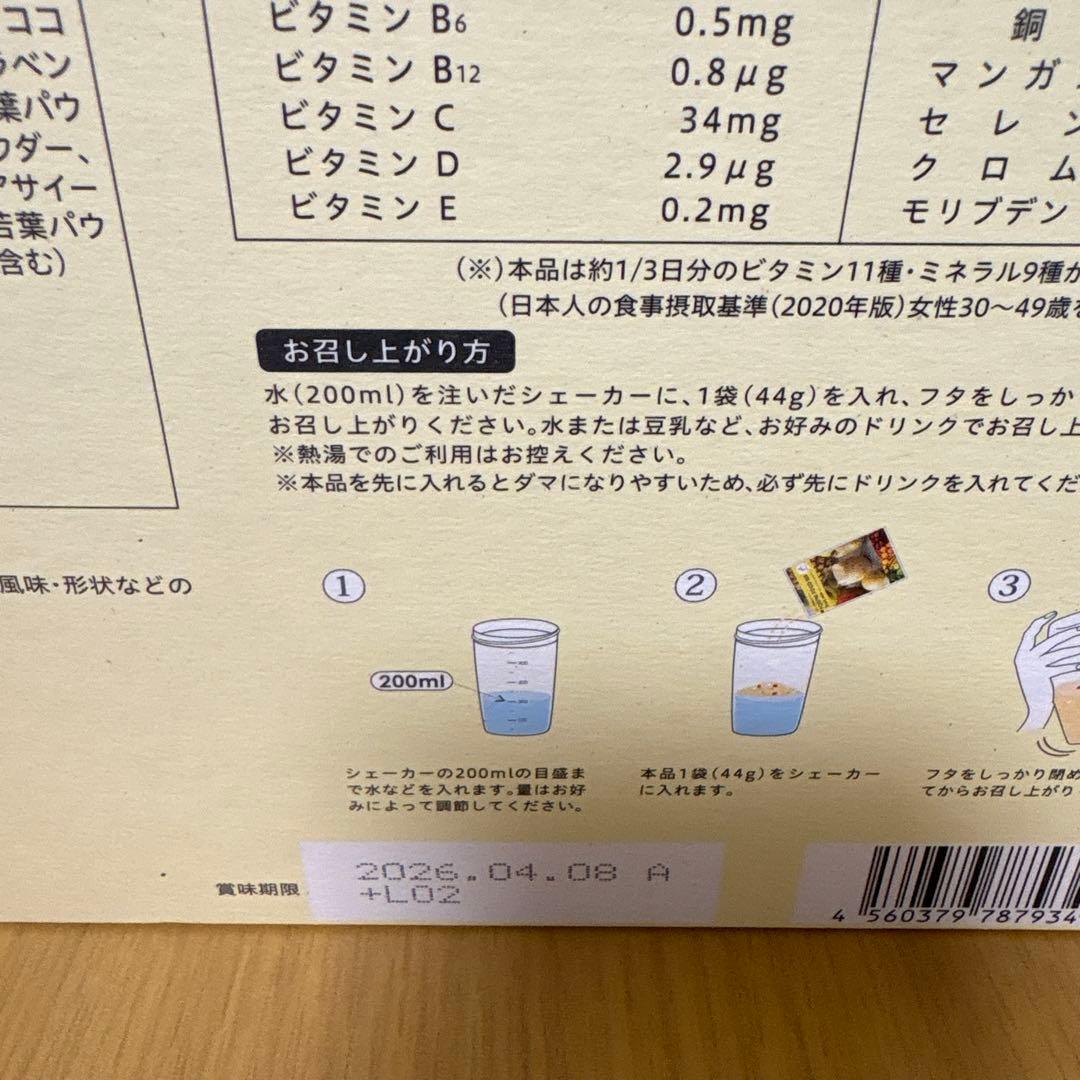 ココ
ラベン
葉パウ
ウダー、
アサイー
若葉パウ
含む)
ビタミン B6 0.5mg
ビタミン B12 0.8μg
ビタミン C 34mg
ビタミン D 2.9μg
ビタミン E 0.2mg
銅
マンガ
セレン
クロム
モリブデン
(※)本品は約1/3日分のビタミン11種・ミネラル9種が
(日本人の食事摂取基準(2020年版)女性30〜49歳を
お召し上がり方
水(200ml)を注いだシェーカーに、1袋(44g)を入れ、フタをしっか
お召し上がりください。水または豆乳など、お好みのドリンクでお召し上
※熱湯でのご利用はお控えください。
※本品を先に入れるとダマになりやすいため、必ず先にドリンクを入れてくだ
風味・形状などの
1
200ml
シェーカーの200mlの目盛ま
で水などを入れます。量はお好
みによって調節してください。
2
本品1袋(44g)をシェーカー
に入れます。
3
フタをしっかり閉め
てからお召し上がり
賞味期限
2026.04.08 A
+L02
4 560379 787934